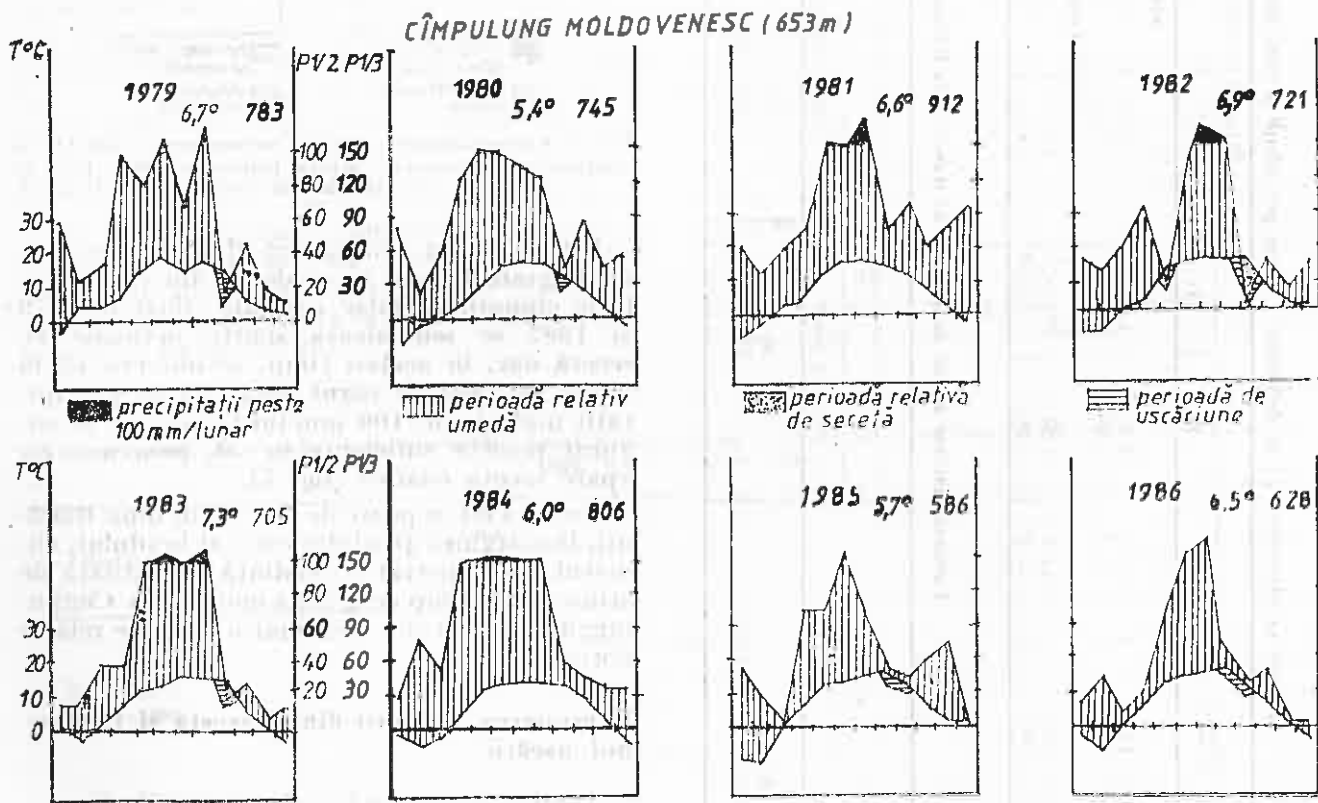 CÎMPULUNG MOLDOVENESC (653m)
T°C P1/2 P1/3
1979 6,7° 783
1980 5,4° 745
1981 6,6° 912
1982 6,9° 721
100 150
80 120
60 90
40 60
20 30
0
30
20
10
0
precipitații peste 100mm/lunar
perioadă relativ umedă
perioadă relativă de secetă
perioadă de uscăciune
T°C P1/2 P1/3
1983 7,3° 705
1984 6,0° 806
1985 5,7° 586
1986 6,5° 628
100 150
80 120
60 90
40 60
20 30
30
20
10
0